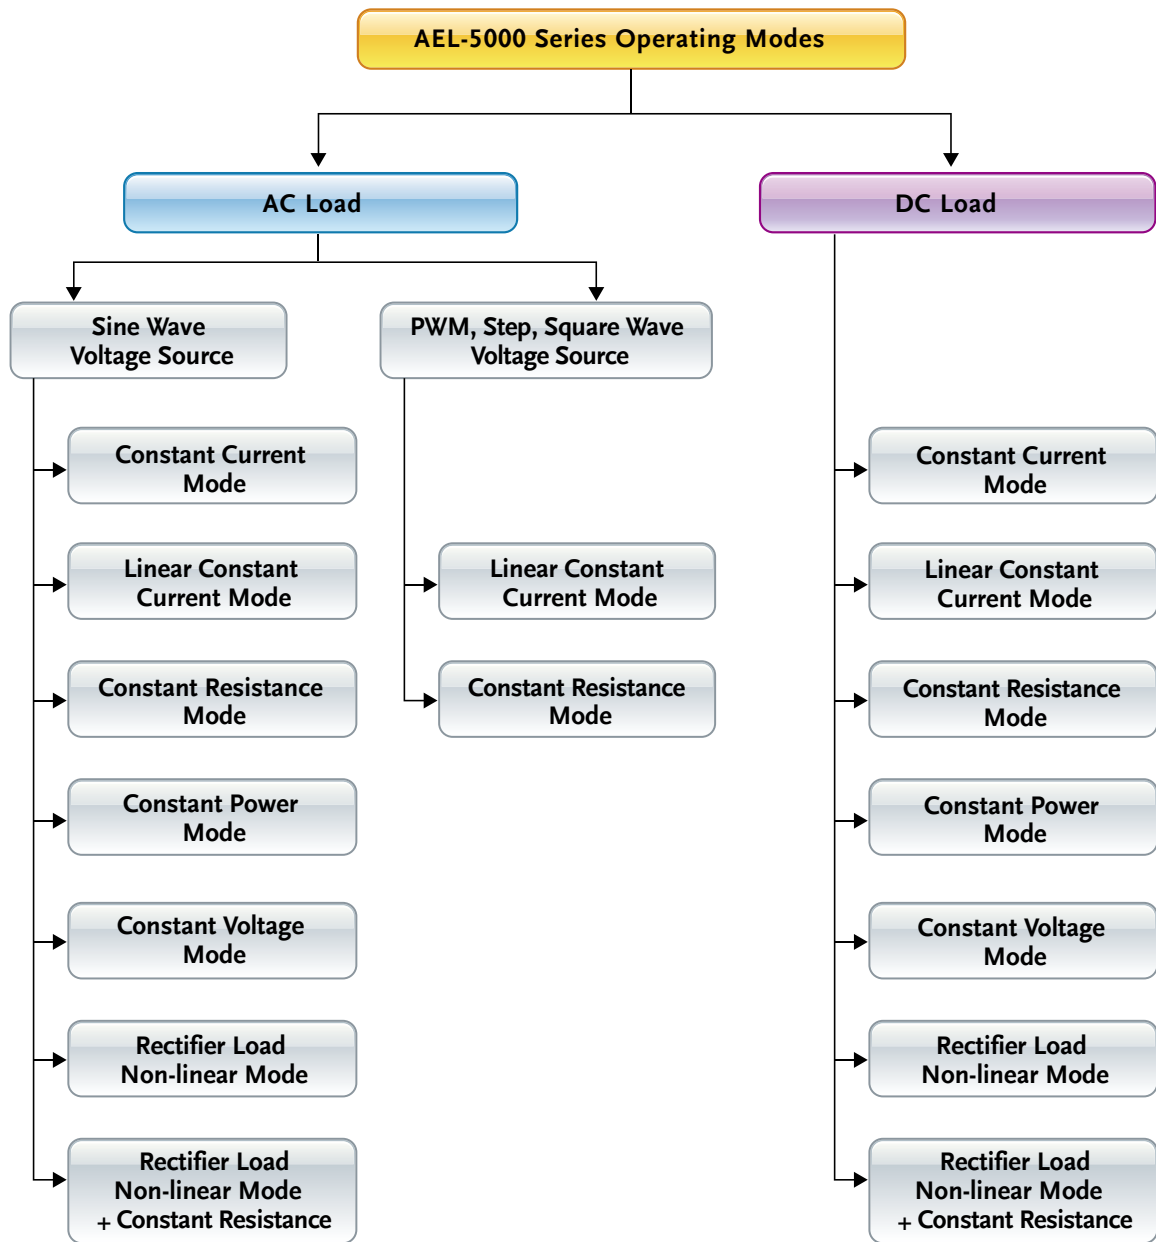 AEL-5000 Series Operating Modes
AC Load
DC Load
Sine Wave
Voltage Source
PWM, Step, Square Wave
Voltage Source
Constant Current
Mode
Linear Constant
Current Mode
Constant Resistance
Mode
Constant Power
Mode
Constant Voltage
Mode
Rectifier Load
Non-linear Mode
Rectifier Load
Non-linear Mode
+ Constant Resistance
Linear Constant
Current Mode
Constant Resistance
Mode
Constant Current
Mode
Linear Constant
Current Mode
Constant Resistance
Mode
Constant Power
Mode
Constant Voltage
Mode
Rectifier Load
Non-linear Mode
Rectifier Load
Non-linear Mode
+ Constant Resistance